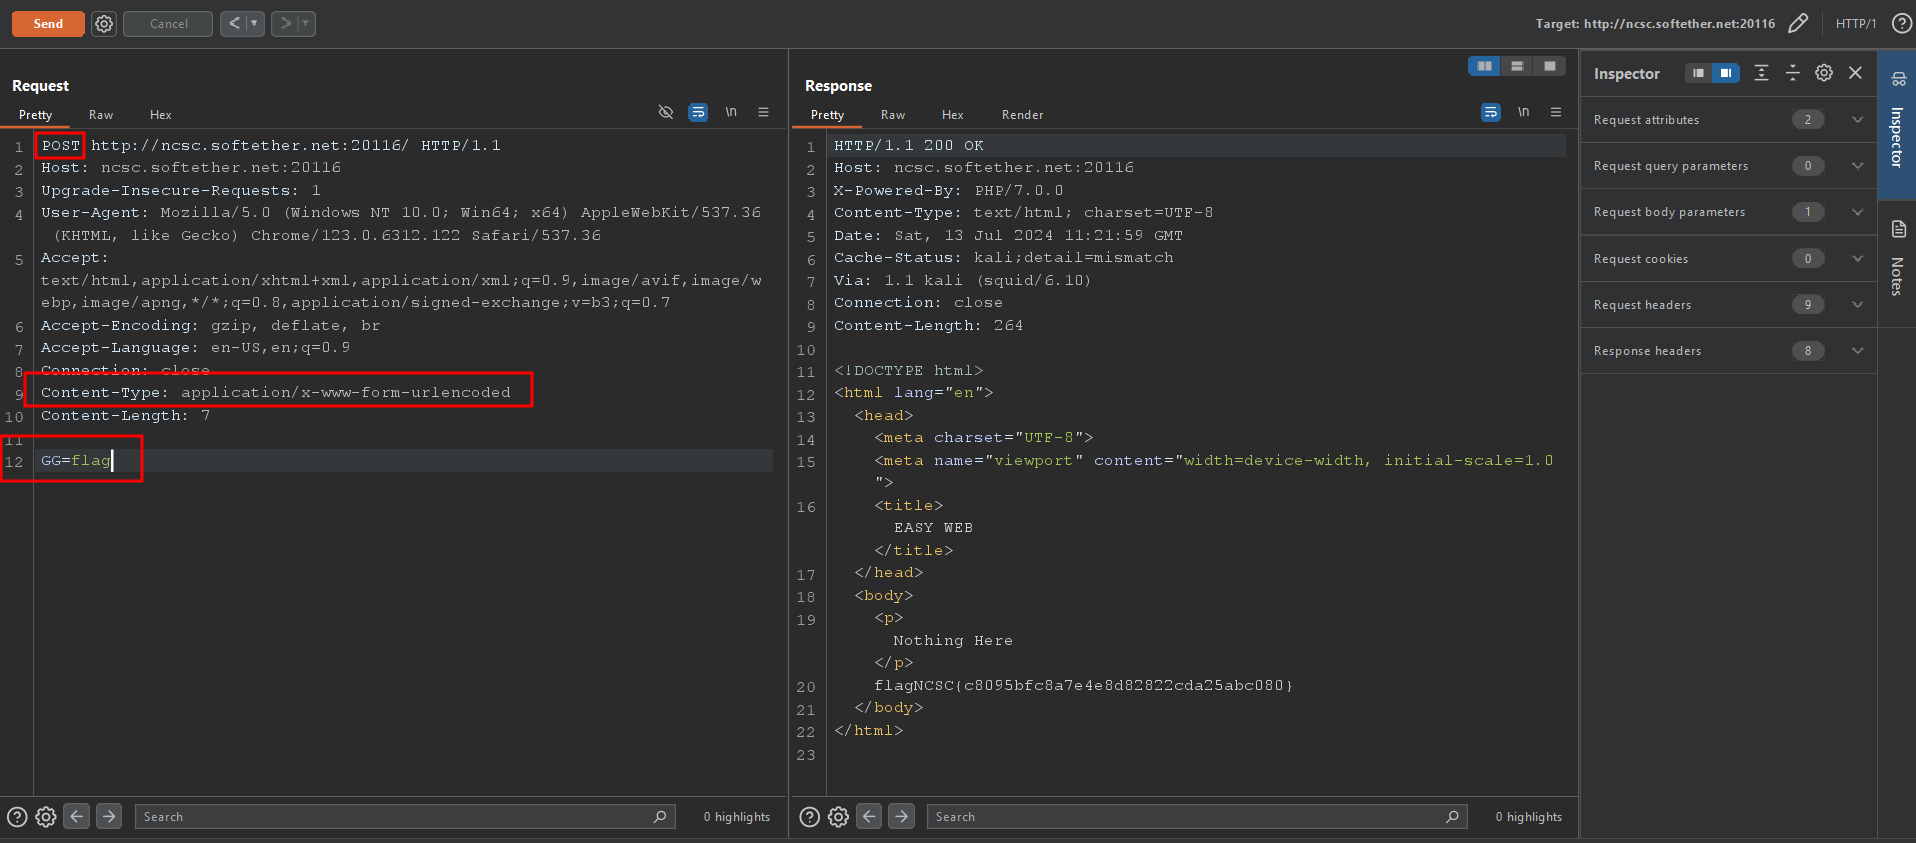 Send
Cancel
Target: http://ncsc.softether.net:20116
HTTP/1
Request
Pretty Raw Hex
\n
1 POST http://ncsc.softether.net:20116/ HTTP/1.1
2 Host: ncsc.softether.net:20116
3 Upgrade-Insecure-Requests: 1
4 User-Agent: Mozilla/5.0 (Windows NT 10.0; Win64; x64) AppleWebKit/537.36
(KHTML, like Gecko) Chrome/123.0.6312.122 Safari/537.36
5 Accept:
text/html,application/xhtml+xml,application/xml;q=0.9,image/avif,image/w
ebp,image/apng,*/*;q=0.8,application/signed-exchange;v=b3;q=0.7
6 Accept-Encoding: gzip, deflate, br
7 Accept-Language: en-US,en;q=0.9
8 Connection: close
9 Content-Type: application/x-www-form-urlencoded
10 Content-Length: 7
11
12 GG=flag
Search
0 highlights
Response
Pretty Raw Hex Render
\n
1 HTTP/1.1 200 OK
2 Host: ncsc.softether.net:20116
3 X-Powered-By: PHP/7.0.0
4 Content-Type: text/html; charset=UTF-8
5 Date: Sat, 13 Jul 2024 11:21:59 GMT
6 Cache-Status: kali;detail=mismatch
7 Via: 1.1 kali (squid/6.10)
8 Connection: close
9 Content-Length: 264
10
11 <!DOCTYPE html>
12 <html lang="en">
13 <head>
14 <meta charset="UTF-8">
15 <meta name="viewport" content="width=device-width, initial-scale=1.0
">
16 <title>
EASY WEB
</title>
17 </head>
18 <body>
19 <p>
Nothing Here
</p>
20 flagNCSC{c8095bfc8a7e4e8d82822cda25abc080}
21 </body>
22 </html>
23
Search
0 highlights
Inspector
Request attributes 2
Request query parameters 0
Request body parameters 1
Request cookies 0
Request headers 9
Response headers 8
Inspector
Notes